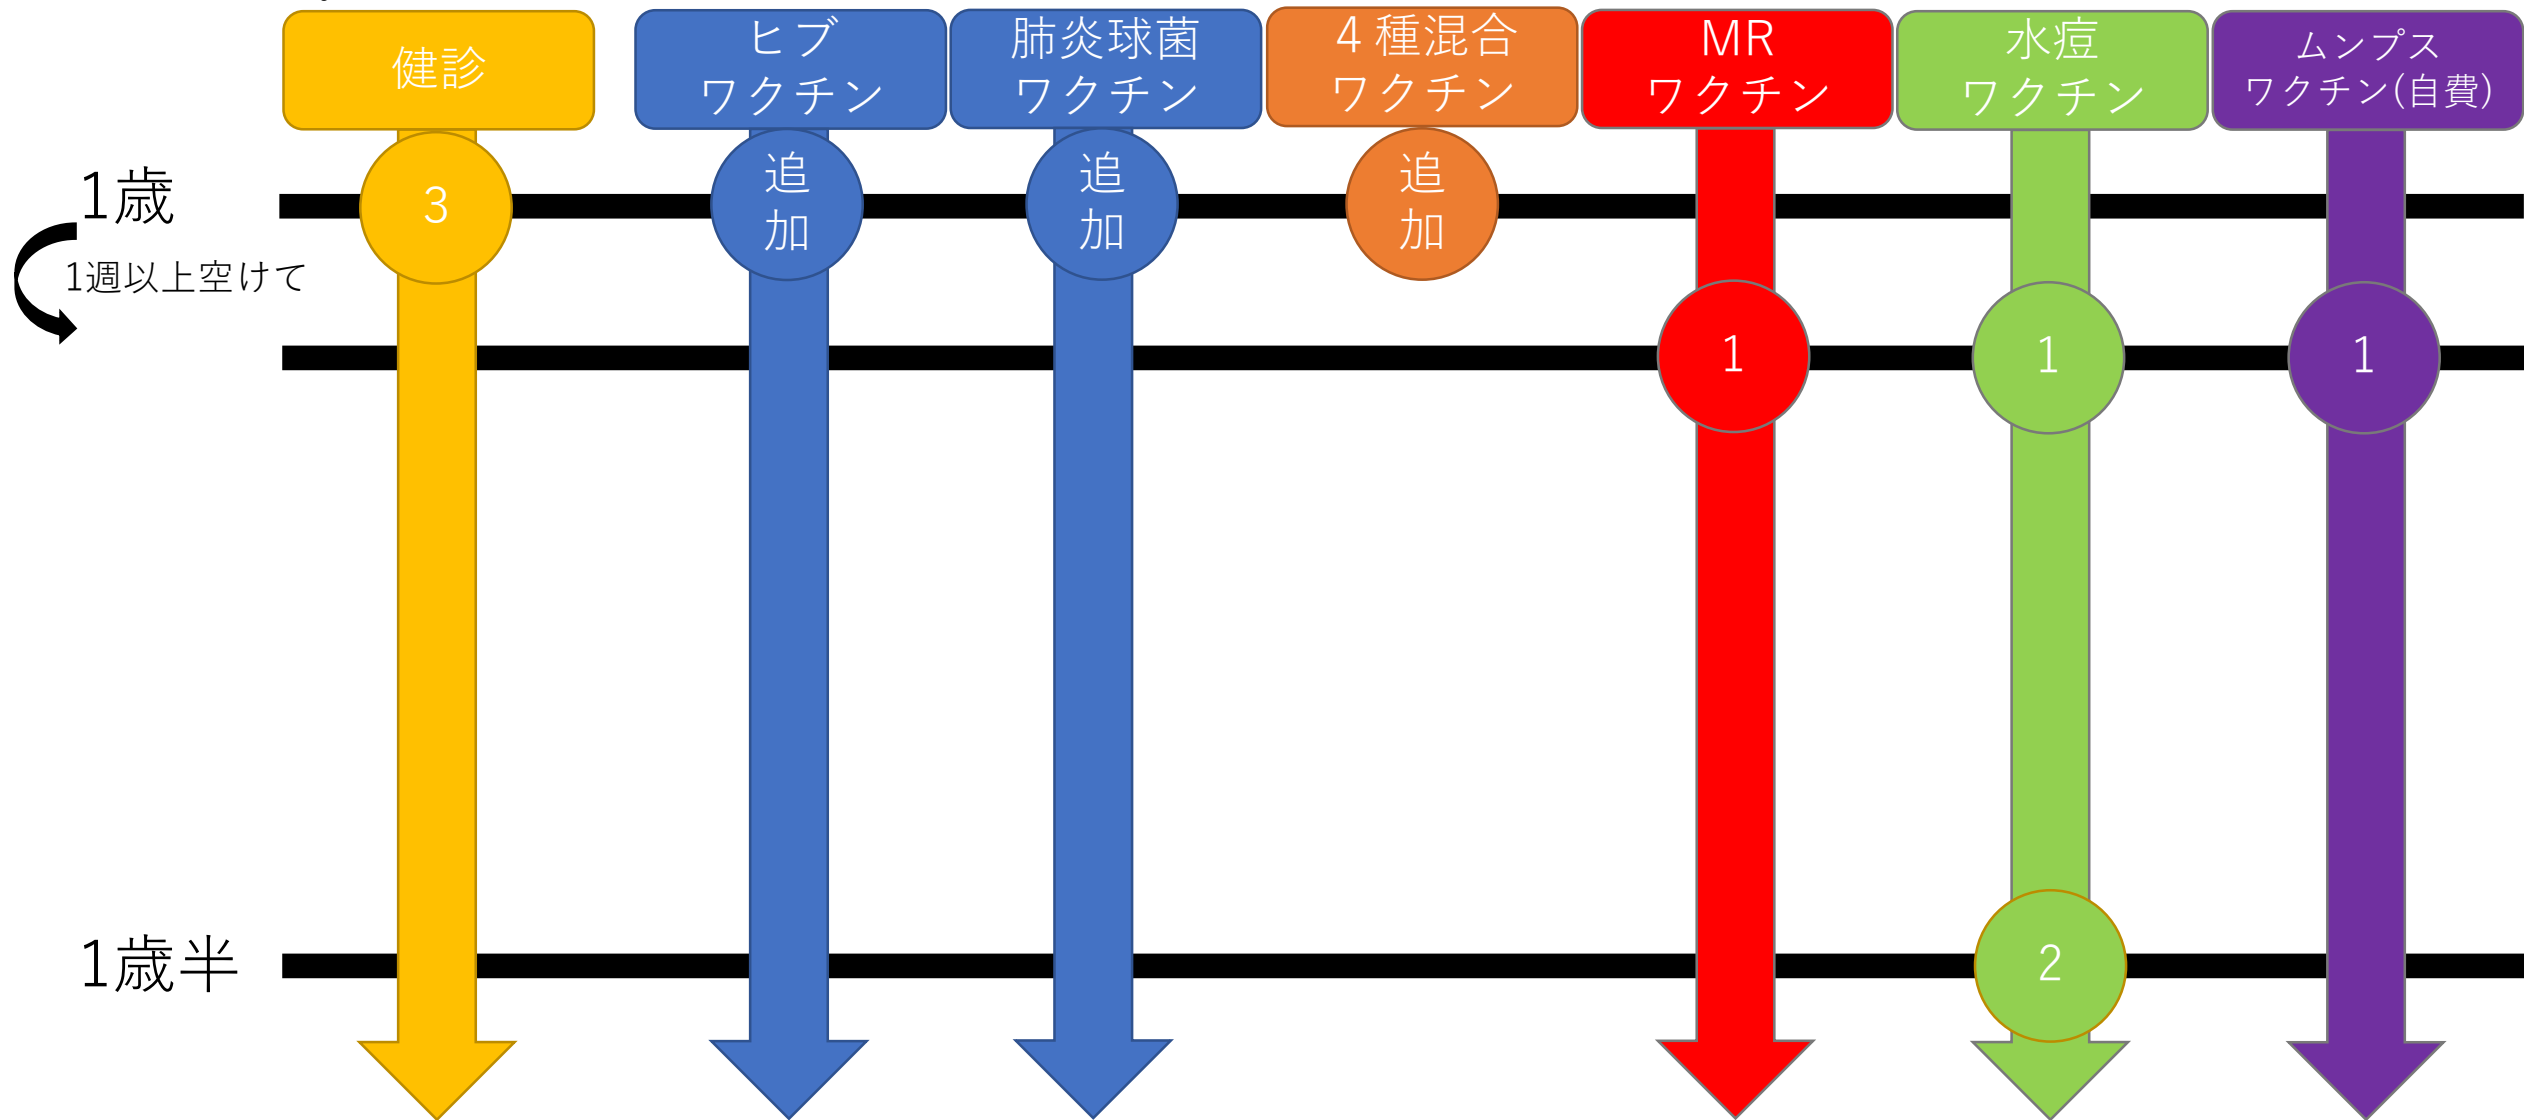 健診
ヒブ
ワクチン
肺炎球菌
ワクチン
４種混合
ワクチン
MR
ワクチン
水痘
ワクチン
ムンプス
ワクチン(自費)
1歳
3
追
加
追
加
追
加
1週以上空けて
1
1
1
1歳半
2